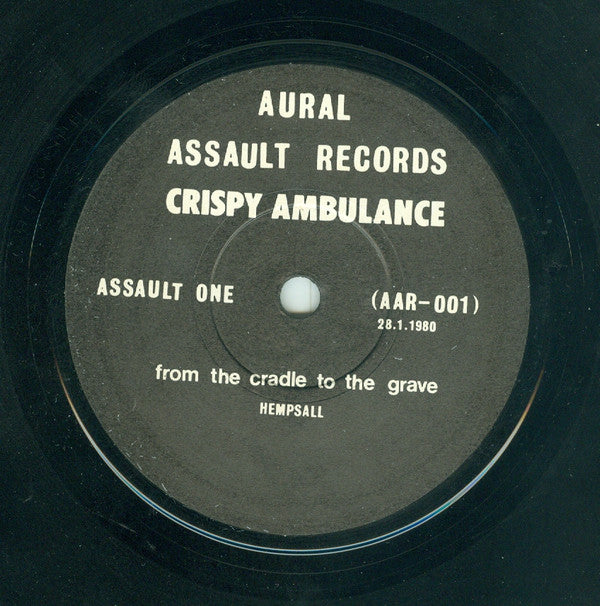 AURAL
ASSAULT RECORDS
CRISPY AMBULANCE
ASSAULT ONE
(AAR-001)
28.1.1980
from the cradle to the grave
HEMPSALL